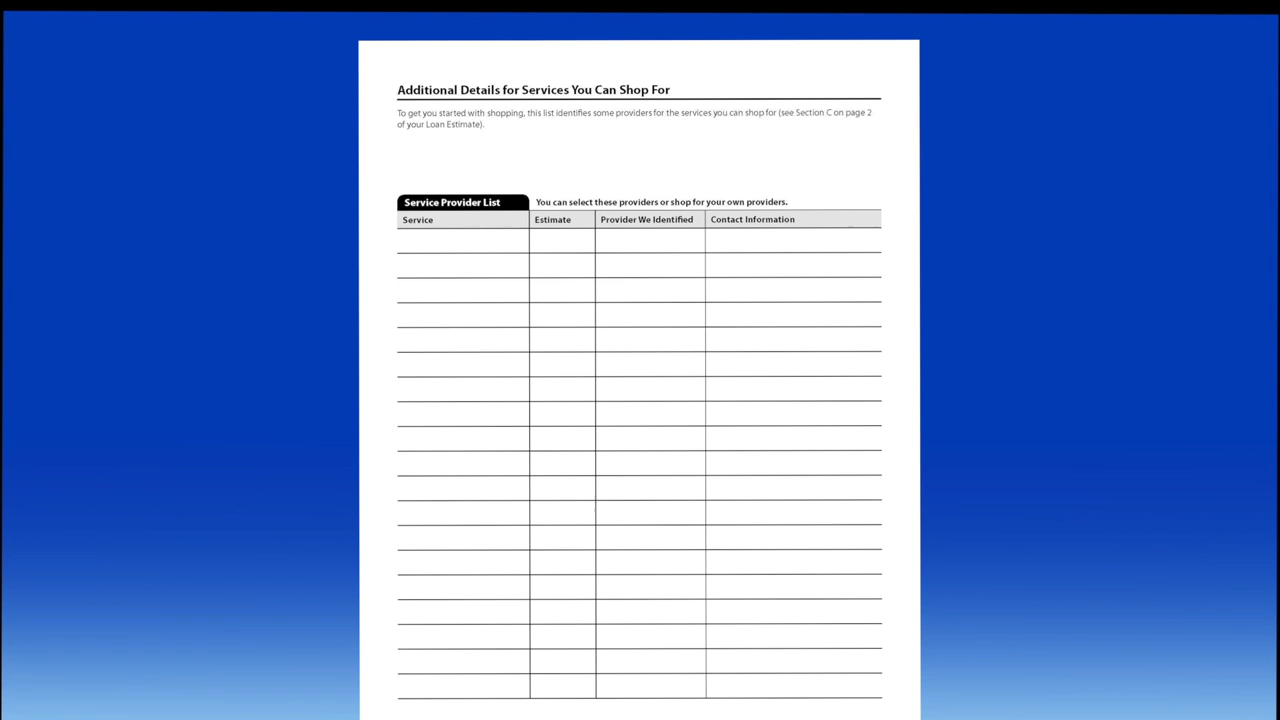 Additional Details for Services You Can Shop For
To get you started with shopping, this list identifies some providers for the services you can shop for (see Section C on page 2
of your Loan Estimate).
Service Provider List You can select these providers or shop for your own providers.
Service Estimate Provider We Identified Contact Information